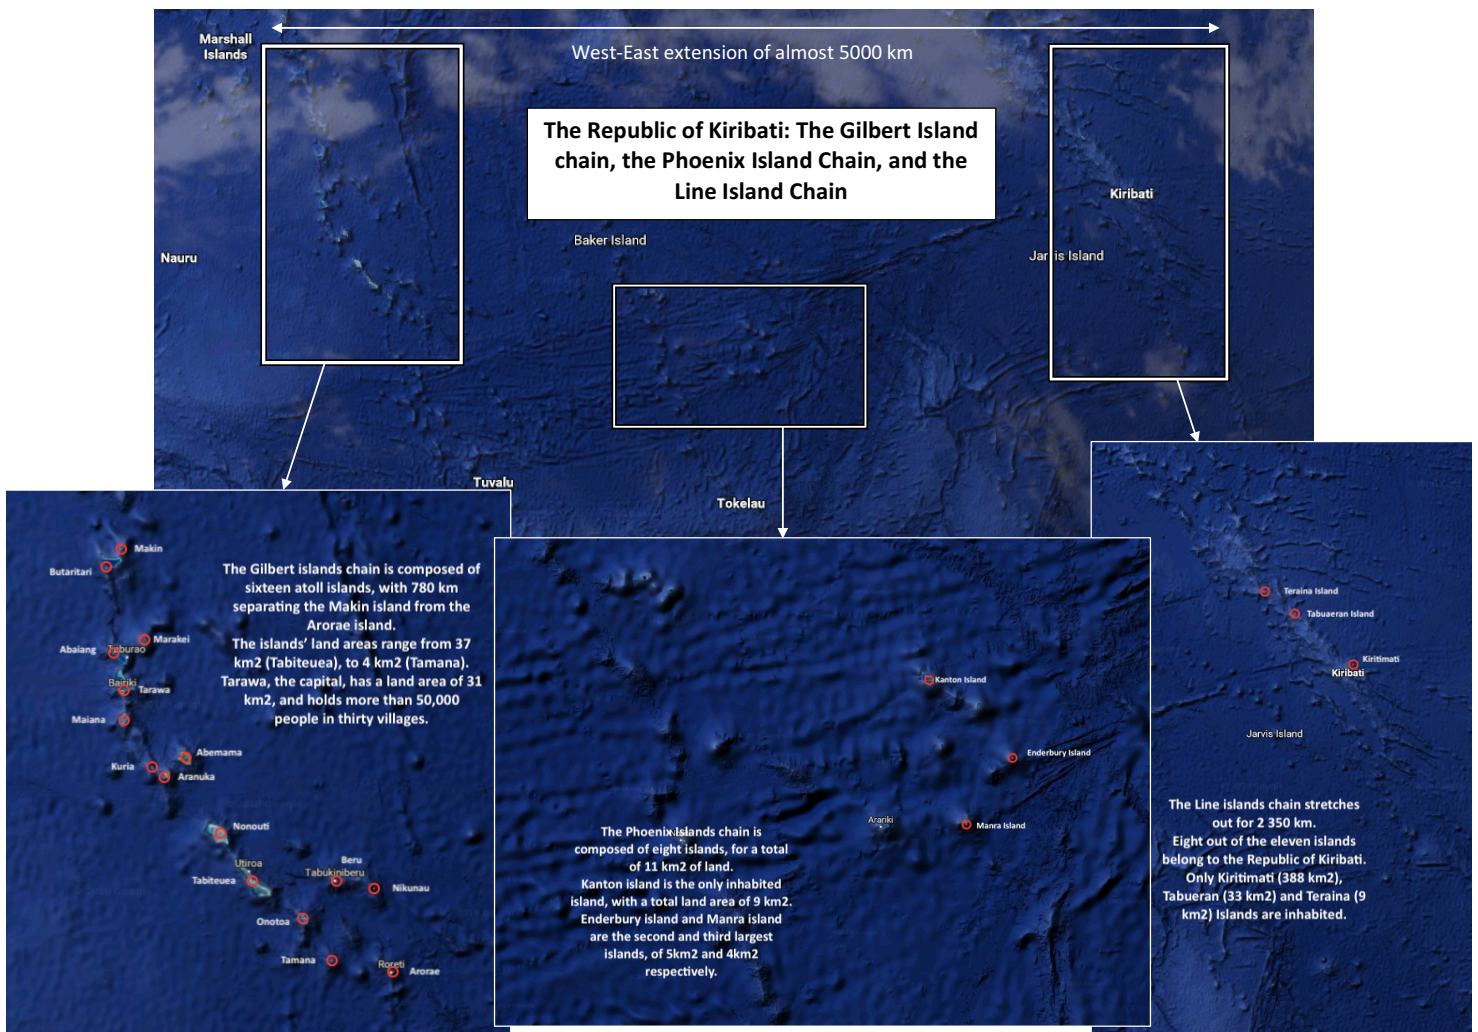 Marshall
Islands
West-East extension of almost 5000 km
The Republic of Kiribati: The Gilbert Island
chain, the Phoenix Island Chain, and the
Line Island Chain
Kiribati
Baker Island
Nauru
Jarvis Island
Tuvalu
Tokelau
Makin
Butaritari
The Gilbert islands chain is composed of
sixteen atoll islands, with 780 km
separating the Makin island from the
Arorae island.
The islands' land areas range from 37
km2 (Tabiteuea), to 4 km2 (Tamana).
Tarawa, the capital, has a land area of 31
km2, and holds more than 50,000
people in thirty villages.
Marakei
Abaiang
Taburao
Bairiki
Tarawa
Maiana
Abemama
Kuria
Aranuka
Nonouti
Utiroa
Tabiteuea
Beru
Tabukiniberu
Nikunau
Onotoa
Tamana
Roreti
Arorae
Kanton Island
Enderbury Island
Arariki
Manra Island
The Phoenix Islands chain is
composed of eight islands, for a total
of 11 km2 of land.
Kanton island is the only inhabited
island, with a total land area of 9 km2.
Enderbury island and Manra island
are the second and third largest
islands, of 5km2 and 4km2
respectively.
Teraina Island
Tabuaeran Island
Kiritimati
Kiribati
Jarvis Island
The Line islands chain stretches
out for 2 350 km.
Eight out of the eleven islands
belong to the Republic of Kiribati.
Only Kiritimati (388 km2),
Tabueran (33 km2) and Teraina (9
km2) Islands are inhabited.